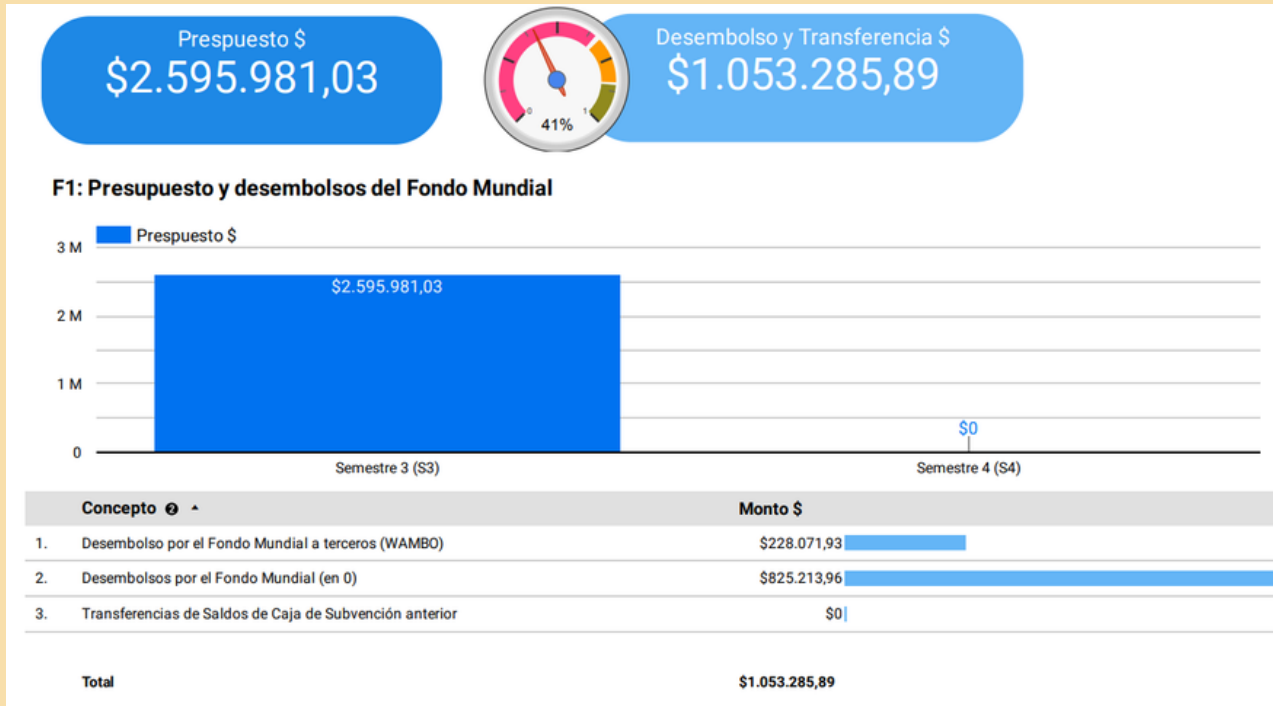 Prespuesto $
$2.595.981,03
0 1
41%
Desembolso y Transferencia $
$1.053.285,89
F1: Presupuesto y desembolsos del Fondo Mundial
Prespuesto $
3 M
2 M
1 M
0
$2.595.981,03
$0
Semestre 3 (S3) Semestre 4 (S4)
Concepto ❷ Monto $
1. Desembolso por el Fondo Mundial a terceros (WAMBO) $228.071,93
2. Desembolsos por el Fondo Mundial (en 0) $825.213,96
3. Transferencias de Saldos de Caja de Subvención anterior $0
Total $1.053.285,89